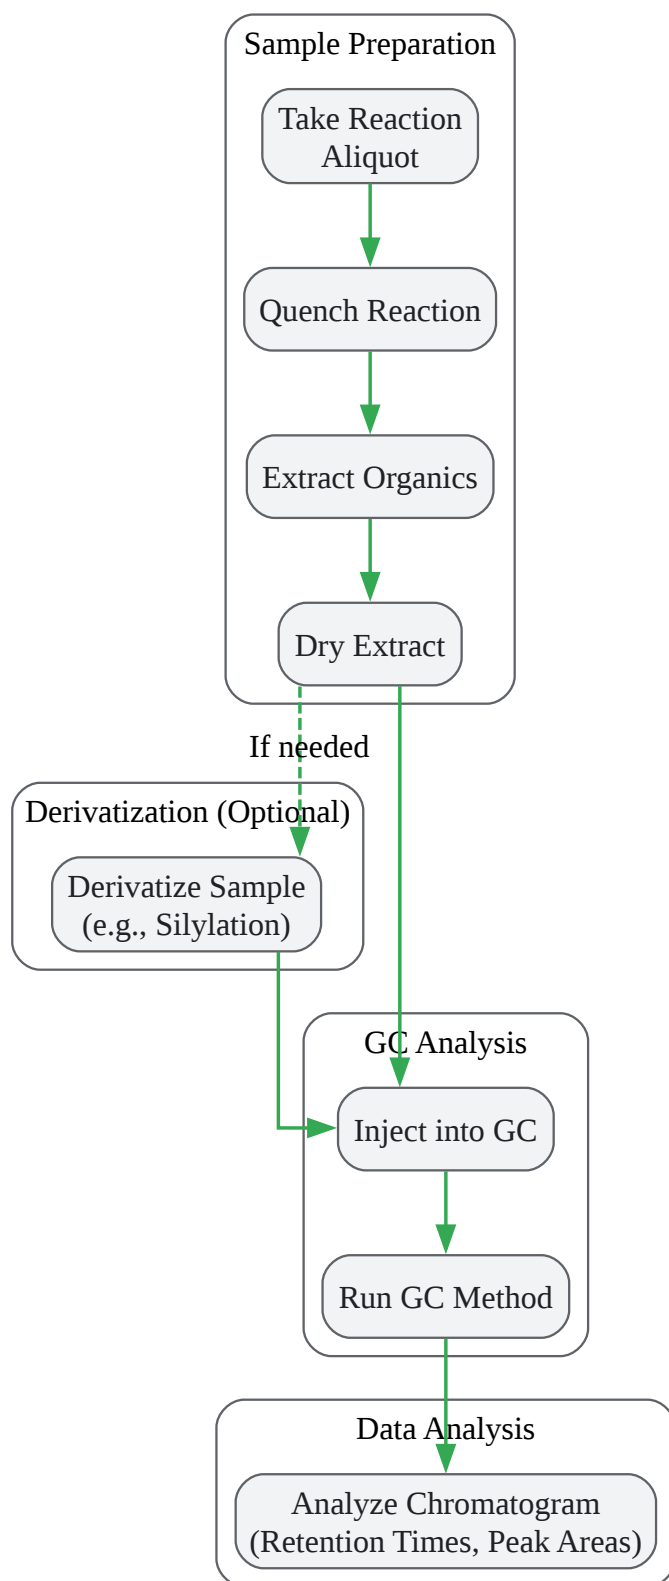 Sample Preparation
Take Reaction
Aliquot
Quench Reaction
Extract Organics
Dry Extract
If needed
Derivatization (Optional)
Derivatize Sample
(e.g., Silylation)
GC Analysis
Inject into GC
Run GC Method
Data Analysis
Analyze Chromatogram
(Retention Times, Peak Areas)